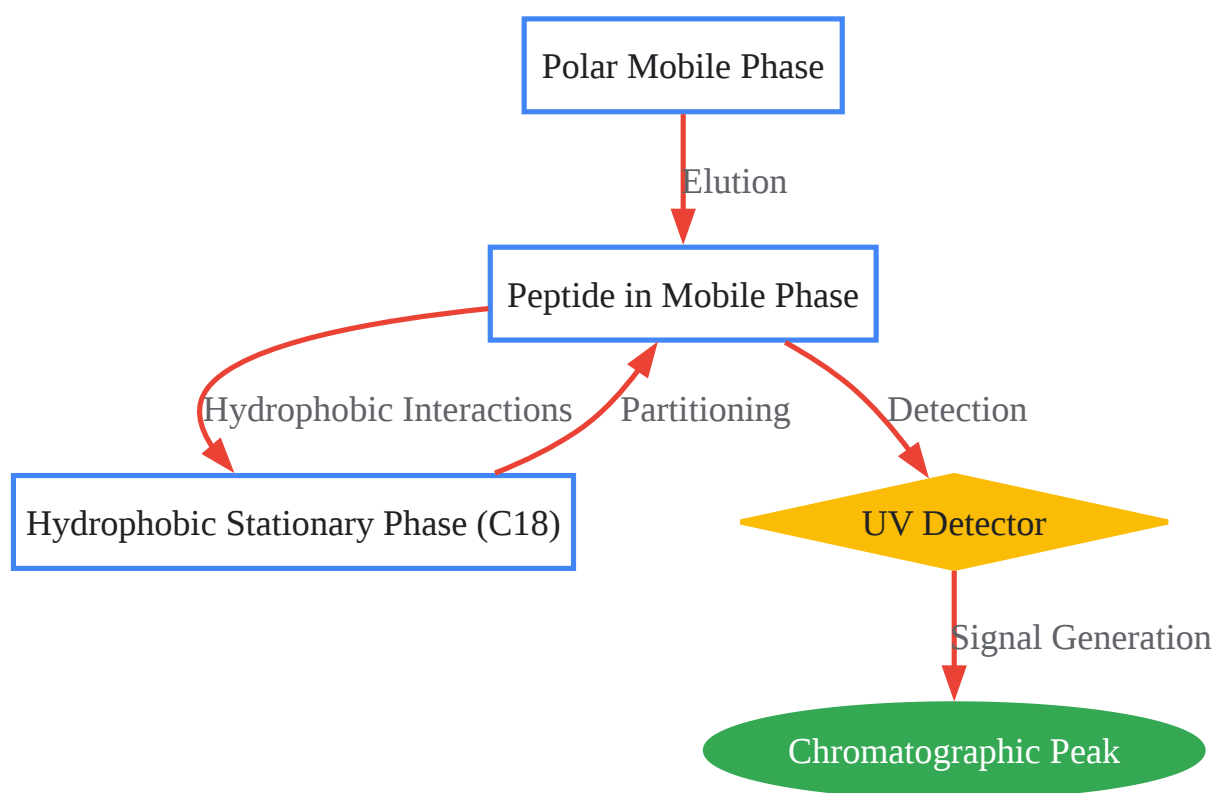 Polar Mobile Phase
Elution
Peptide in Mobile Phase
Hydrophobic Interactions
Partitioning
Detection
Hydrophobic Stationary Phase (C18)
UV Detector
Signal Generation
Chromatographic Peak